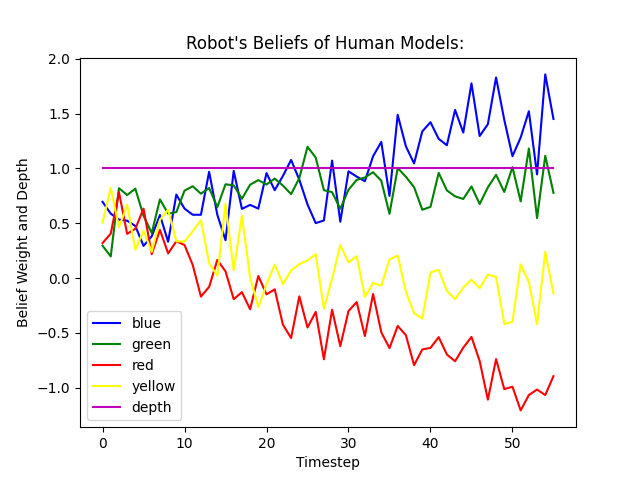 Robot's Beliefs of Human Models:
Belief Weight and Depth
2.0
1.5
1.0
0.5
0.0
−0.5
−1.0
blue
green
red
yellow
depth
0 10 20 30 40 50
Timestep